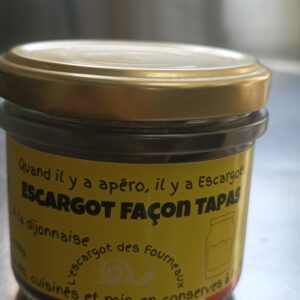 Quand il y a apéro, il y a Escargot
ESCARGOT FAÇON TAPAS
à la dijonnaise
L'escargot des Fourneaux
cuisinés et mis en conserves à